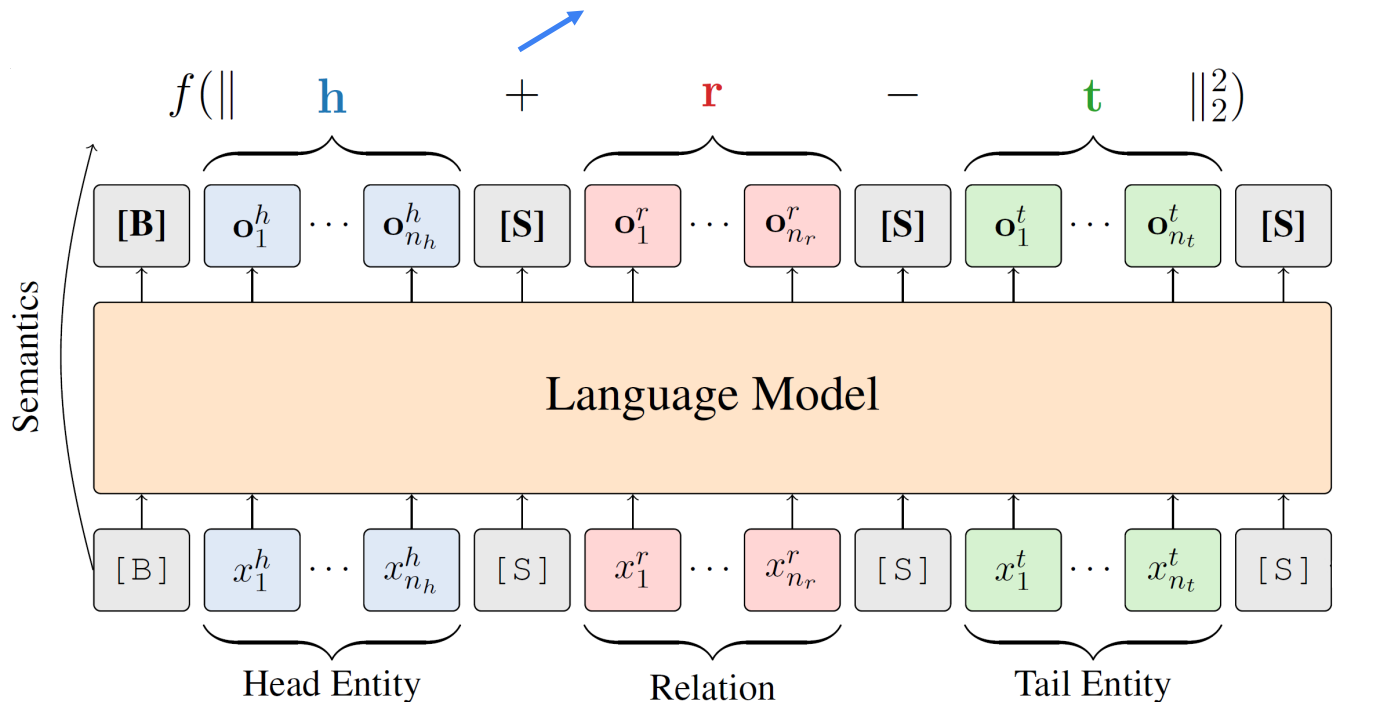 f(‖ h + r − t ‖₂²)
[B] o₁ʰ ⋯ oₙₕʰ [S] o₁ʳ ⋯ oₙᵣʳ [S] o₁ᵗ ⋯ oₙₜᵗ [S]
Semantics
Language Model
[B] x₁ʰ ⋯ xₙₕʰ [S] x₁ʳ ⋯ xₙᵣʳ [S] x₁ᵗ ⋯ xₙₜᵗ [S]
Head Entity Relation Tail Entity